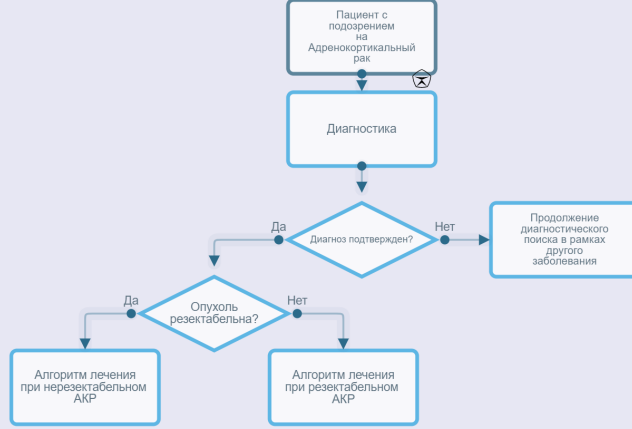 Пациент с
подозрением
на
Адренокортикальный
рак
Диагностика
Диагноз подтвержден?
Да
Нет
Продолжение
диагностического
поиска в рамках
другого
заболевания
Опухоль
резектабельна?
Да
Нет
Алгоритм лечения
при нерезектабельном
АКР
Алгоритм лечения
при резектабельном
АКР